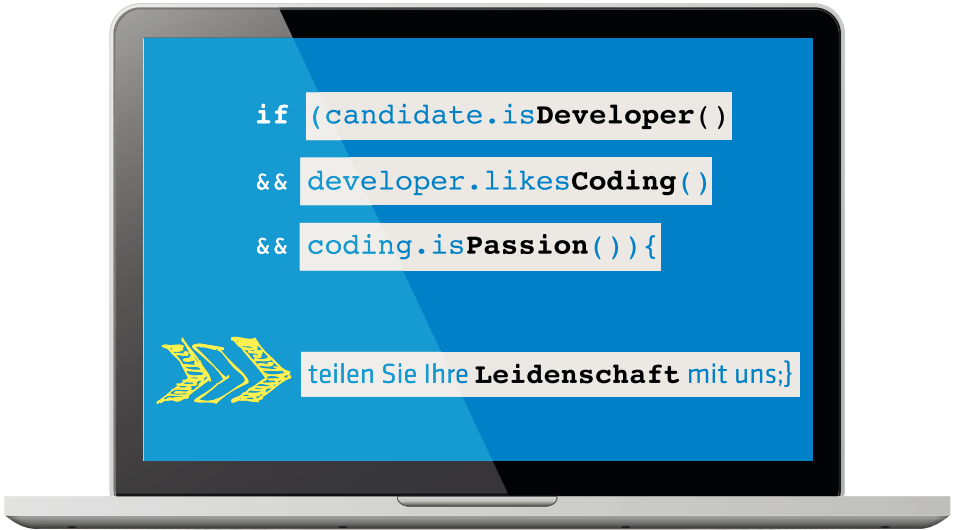 if (candidate.isDeveloper()
&& developer.likesCoding()
&& coding.isPassion()){
teilen Sie Ihre Leidenschaft mit uns;}